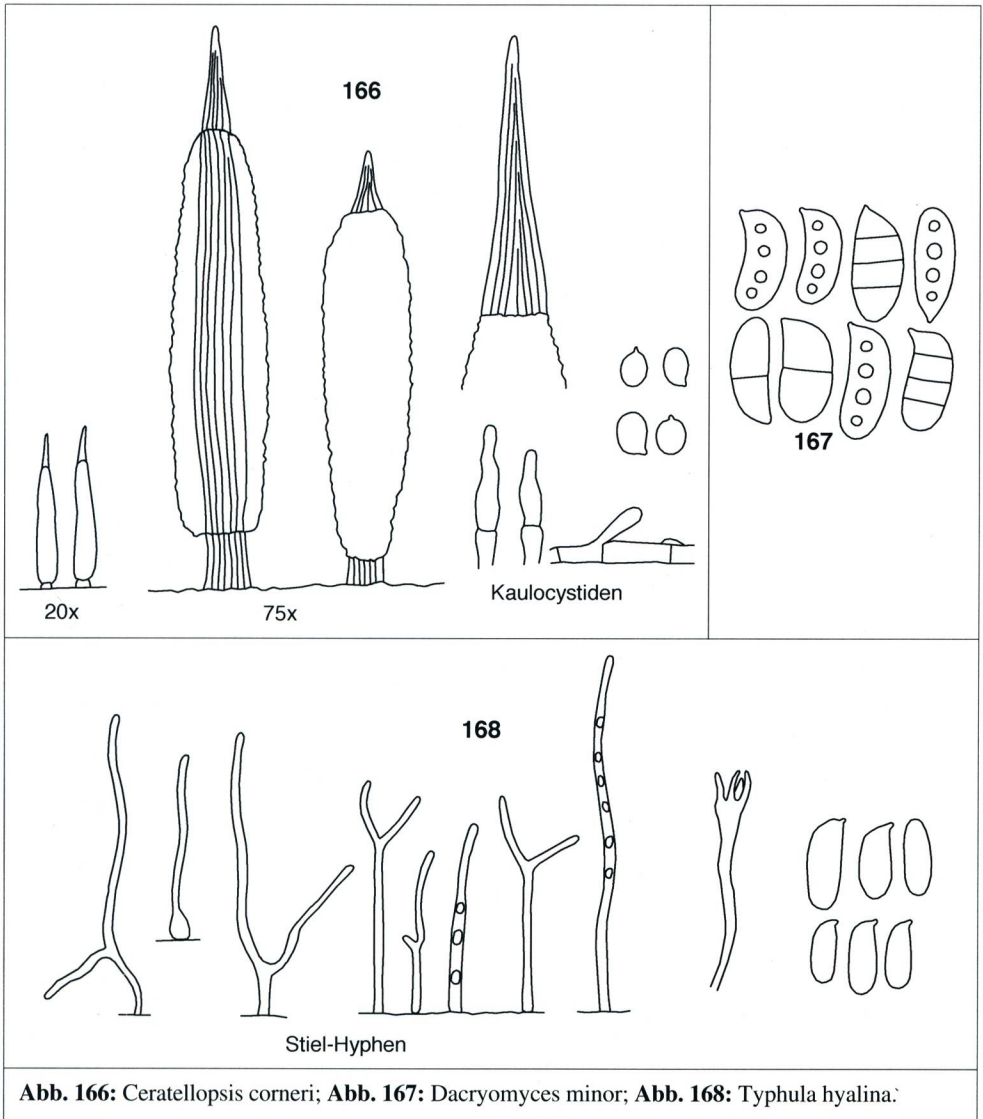 166
167
20x
75x
Kaulocystiden
168
Stiel-Hyphen
Abb. 166: Ceratellopsis corneri; Abb. 167: Dacryomyces minor; Abb. 168: Typhula hyalina.